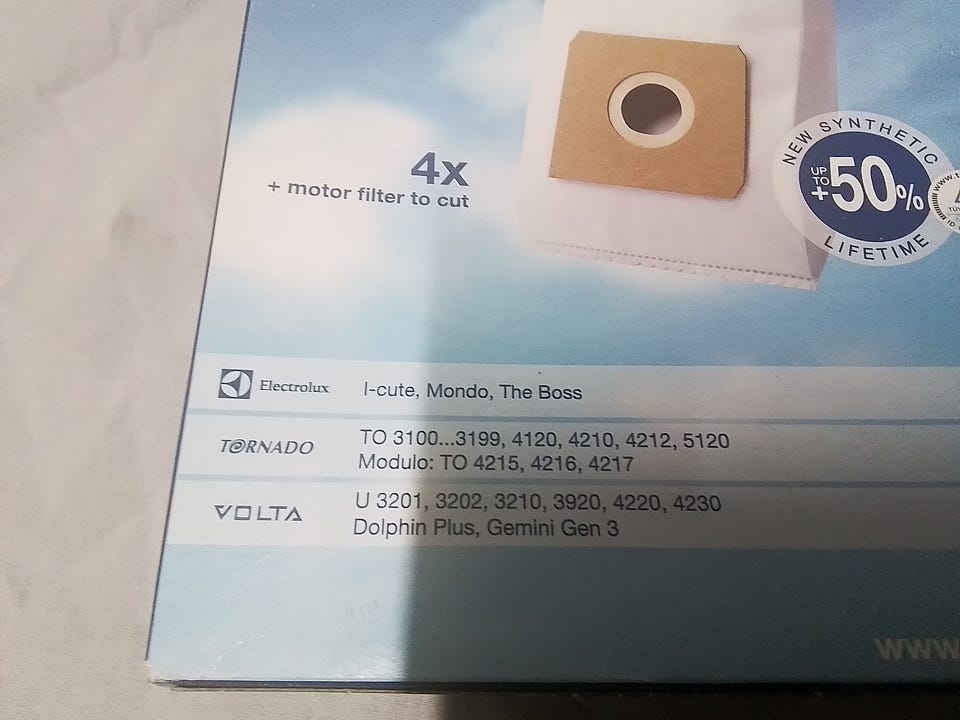 4x
+ motor filter to cut
NEW SYNTHETIC
UP TO +50%
LIFETIME
Electrolux I-cute, Mondo, The Boss
TORNADO TO 3100...3199, 4120, 4210, 4212, 5120
Modulo: TO 4215, 4216, 4217
VOLTA U 3201, 3202, 3210, 3920, 4220, 4230
Dolphin Plus, Gemini Gen 3
www.